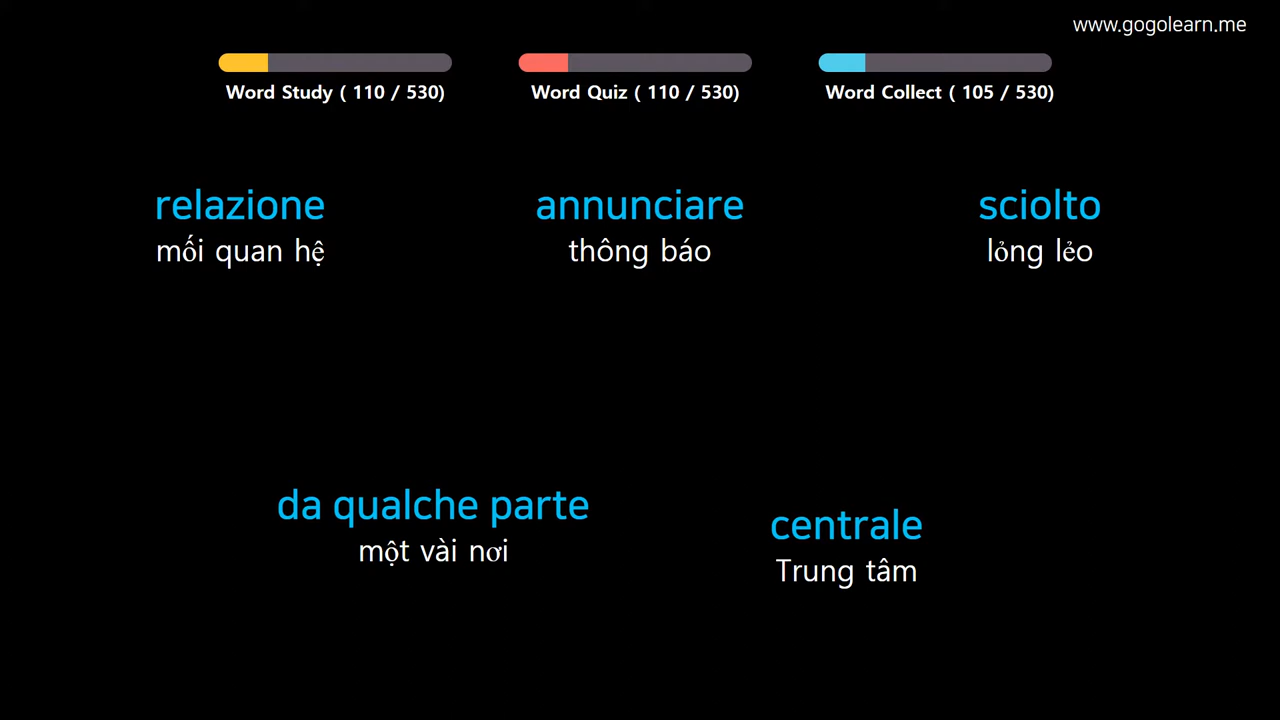 www.gogolearn.me
Word Study ( 110 / 530)
Word Quiz ( 110 / 530)
Word Collect ( 105 / 530)
relazione
mối quan hệ
annunciare
thông báo
sciolto
lỏng lẻo
da qualche parte
một vài nơi
centrale
Trung tâm